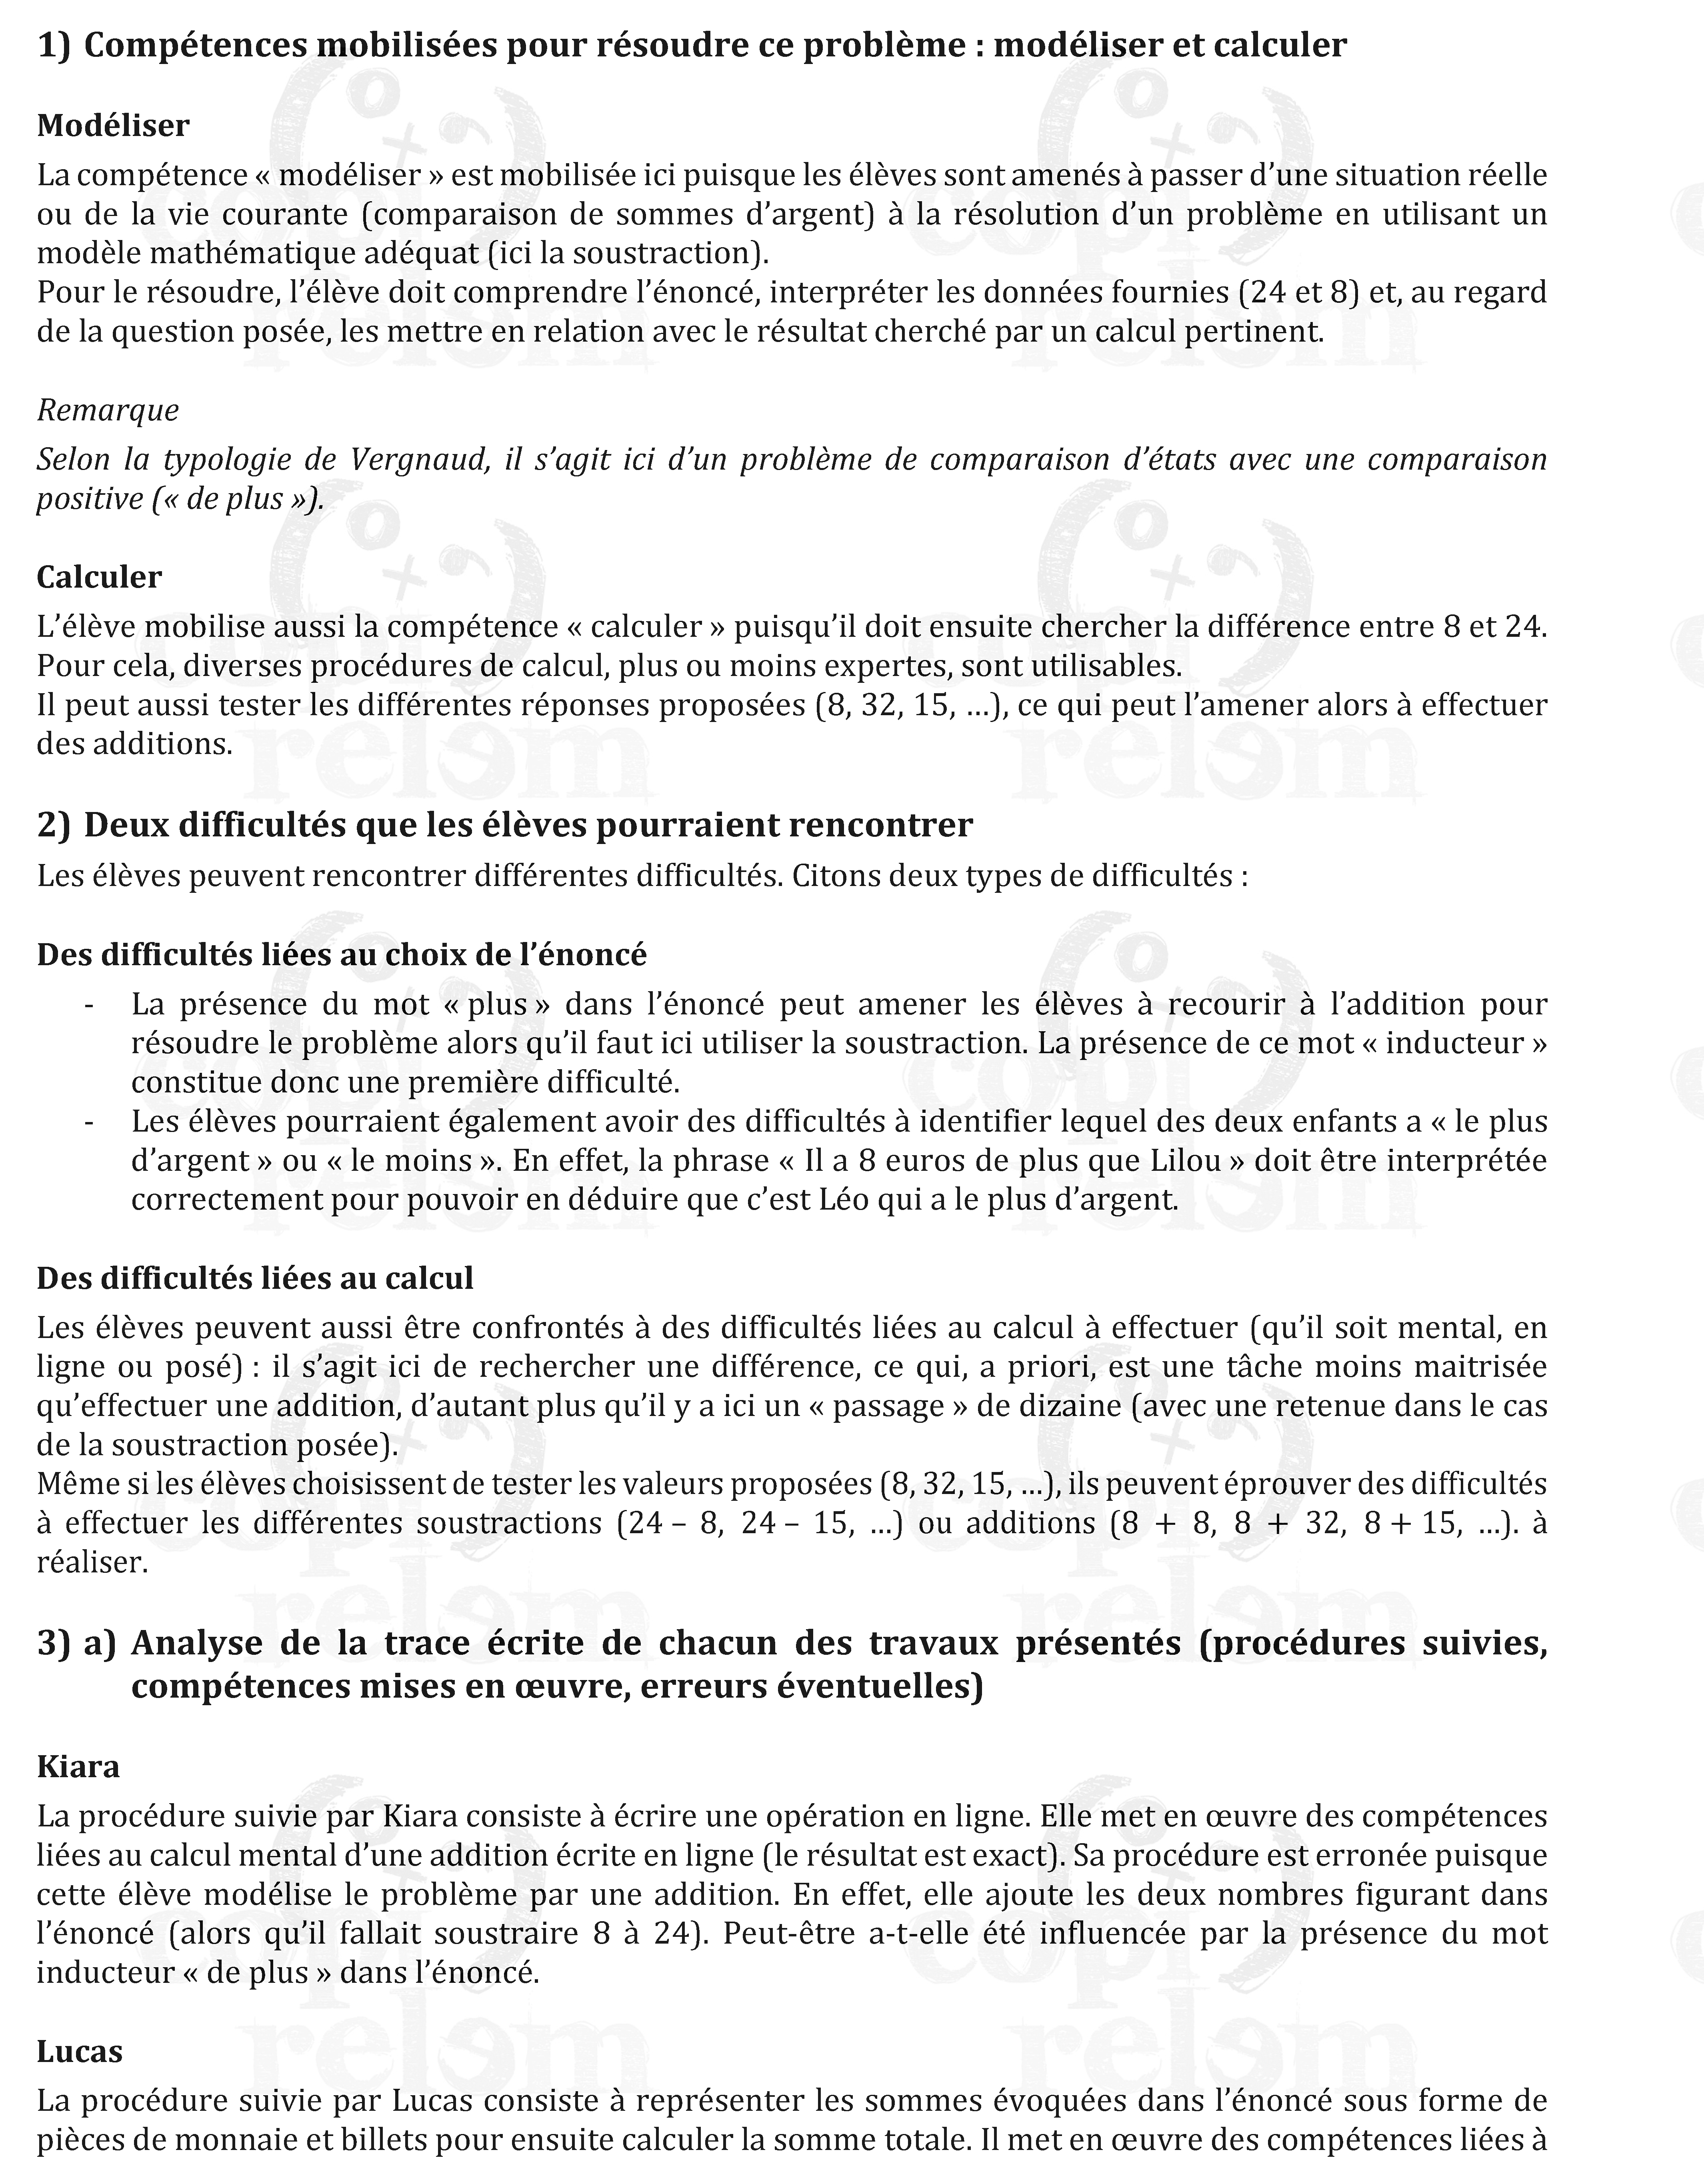 1) Compétences mobilisées pour résoudre ce problème : modéliser et calculer
Modéliser
La compétence « modéliser » est mobilisée ici puisque les élèves sont amenés à passer d’une situation réelle
ou de la vie courante (comparaison de sommes d’argent) à la résolution d’un problème en utilisant un
modèle mathématique adéquat (ici la soustraction).
Pour le résoudre, l’élève doit comprendre l’énoncé, interpréter les données fournies (24 et 8) et, au regard
de la question posée, les mettre en relation avec le résultat cherché par un calcul pertinent.
Remarque
Selon la typologie de Vergnaud, il s’agit ici d’un problème de comparaison d’états avec une comparaison
positive (« de plus »).
Calculer
L’élève mobilise aussi la compétence « calculer » puisqu’il doit ensuite chercher la différence entre 8 et 24.
Pour cela, diverses procédures de calcul, plus ou moins expertes, sont utilisables.
Il peut aussi tester les différentes réponses proposées (8, 32, 15, ...), ce qui peut l’amener alors à effectuer
des additions.
2) Deux difficultés que les élèves pourraient rencontrer
Les élèves peuvent rencontrer différentes difficultés. Citons deux types de difficultés :
Des difficultés liées au choix de l’énoncé
- La présence du mot « plus » dans l’énoncé peut amener les élèves à recourir à l’addition pour
résoudre le problème alors qu’il faut ici utiliser la soustraction. La présence de ce mot « inducteur »
constitue donc une première difficulté.
- Les élèves pourraient également avoir des difficultés à identifier lequel des deux enfants a « le plus
d’argent » ou « le moins ». En effet, la phrase « Il a 8 euros de plus que Lilou » doit être interprétée
correctement pour pouvoir en déduire que c’est Léo qui a le plus d’argent.
Des difficultés liées au calcul
Les élèves peuvent aussi être confrontés à des difficultés liées au calcul à effectuer (qu’il soit mental, en
ligne ou posé) : il s’agit ici de rechercher une différence, ce qui, a priori, est une tâche moins maitrisée
qu’effectuer une addition, d’autant plus qu’il y a ici un « passage » de dizaine (avec une retenue dans le cas
de la soustraction posée).
Même si les élèves choisissent de tester les valeurs proposées (8, 32, 15, ...), ils peuvent éprouver des difficultés
à effectuer les différentes soustractions (24 – 8, 24 – 15, ...) ou additions (8 + 8, 8 + 32, 8 + 15, ...). à
réaliser.
3) a) Analyse de la trace écrite de chacun des travaux présentés (procédures suivies,
compétences mises en œuvre, erreurs éventuelles)
Kiara
La procédure suivie par Kiara consiste à écrire une opération en ligne. Elle met en œuvre des compétences
liées au calcul mental d’une addition écrite en ligne (le résultat est exact). Sa procédure est erronée puisque
cette élève modélise le problème par une addition. En effet, elle ajoute les deux nombres figurant dans
l’énoncé (alors qu’il fallait soustraire 8 à 24). Peut-être a-t-elle été influencée par la présence du mot
inducteur « de plus » dans l’énoncé.
Lucas
La procédure suivie par Lucas consiste à représenter les sommes évoquées dans l’énoncé sous forme de
pièces de monnaie et billets pour ensuite calculer la somme totale. Il met en œuvre des compétences liées à